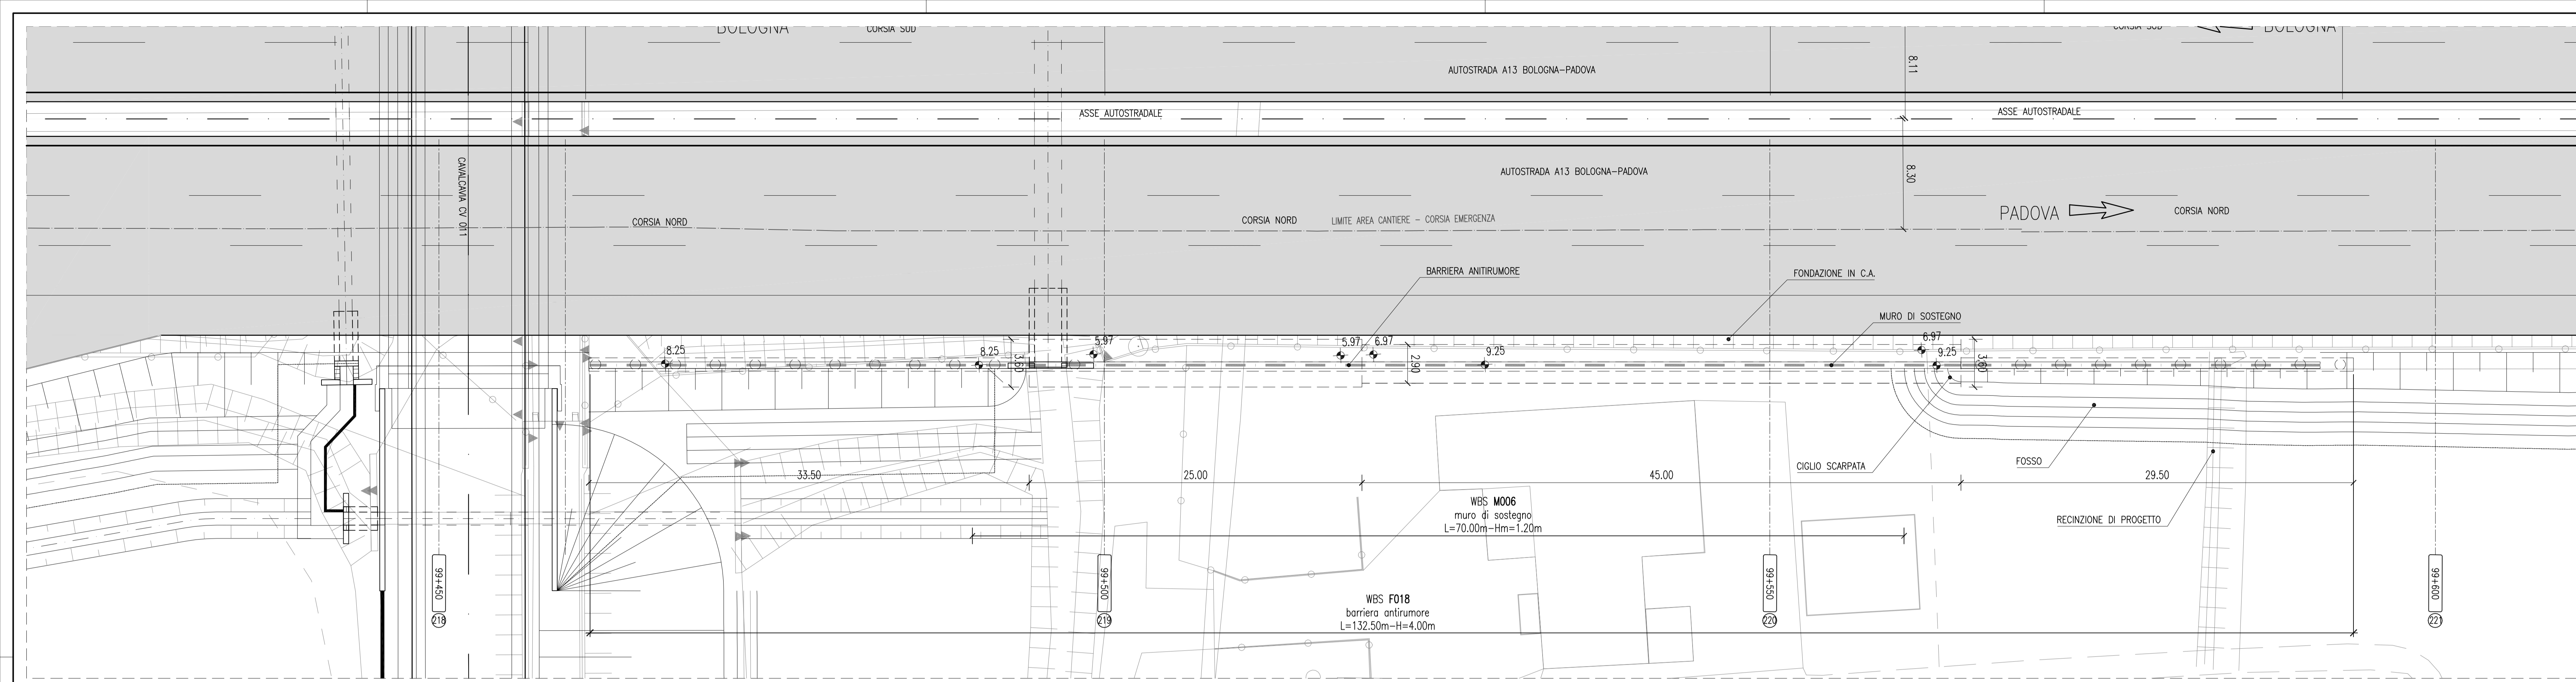 BOLOGNA
CORSIA SUD
CORSIA SUD
BOLOGNA
AUTOSTRADA A13 BOLOGNA-PADOVA
8.11
ASSE AUTOSTRADALE
ASSE AUTOSTRADALE
CAVALCAVIA CV 011
AUTOSTRADA A13 BOLOGNA-PADOVA
8.30
CORSIA NORD
CORSIA NORD
LIMITE AREA CANTIERE - CORSIA EMERGENZA
PADOVA
CORSIA NORD
BARRIERA ANITIRUMORE
FONDAZIONE IN C.A.
MURO DI SOSTEGNO
8.25
8.25
3.60
5.97
5.97
6.97
2.90
9.25
6.97
9.25
3.60
CIGLIO SCARPATA
FOSSO
33.50
25.00
45.00
29.50
WBS M006
muro di sostegno
L=70.00m-Hm=1.20m
RECINZIONE DI PROGETTO
99+450
99+500
99+550
99+600
WBS F018
barriera antirumore
L=132.50m-H=4.00m
218
219
220
221